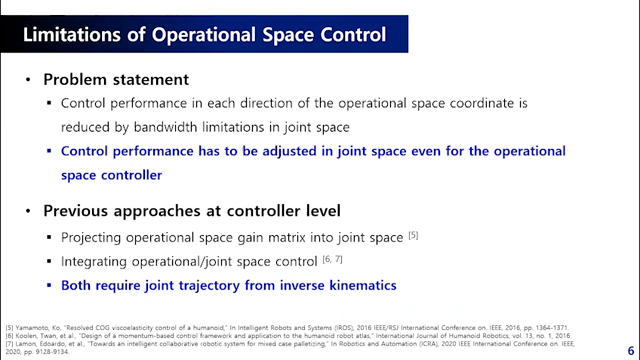 Limitations of Operational Space Control
• Problem statement
▪ Control performance in each direction of the operational space coordinate is
reduced by bandwidth limitations in joint space
▪ Control performance has to be adjusted in joint space even for the operational
space controller
• Previous approaches at controller level
▪ Projecting operational space gain matrix into joint space [5]
▪ Integrating operational/joint space control [6, 7]
▪ Both require joint trajectory from inverse kinematics
[5] Yamamoto, Ko, "Resolved COG viscoelasticity control of a humanoid," In Intelligent Robots and Systems (IROS), 2016 IEEE/RSJ International Conference on. IEEE, 2016, pp. 1364-1371.
[6] Koolen, Twan, et al., "Design of a momentum-based control framework and application to the humanoid robot atlas," International Journal of Humanoid Robotics, vol. 13, no. 1, 2016
[7] Lamon, Edoardo, et al., "Towards an intelligent collaborative robotic system for mixed case palletizing," In Robotics and Automation (ICRA), 2020 IEEE International Conference on. IEEE,
2020, pp. 9128-9134.
6